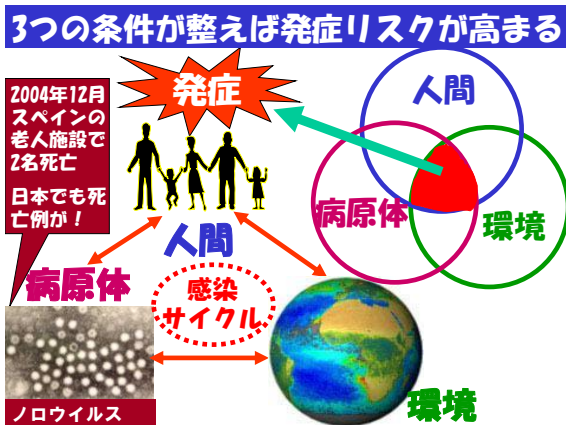 3つの条件が整えば発症リスクが高まる
2004年12月
スペインの
老人施設で
2名死亡
日本でも死
亡例が！
発症
人間
病原体
環境
人間
病原体
感染
サイクル
ノロウイルス
環境